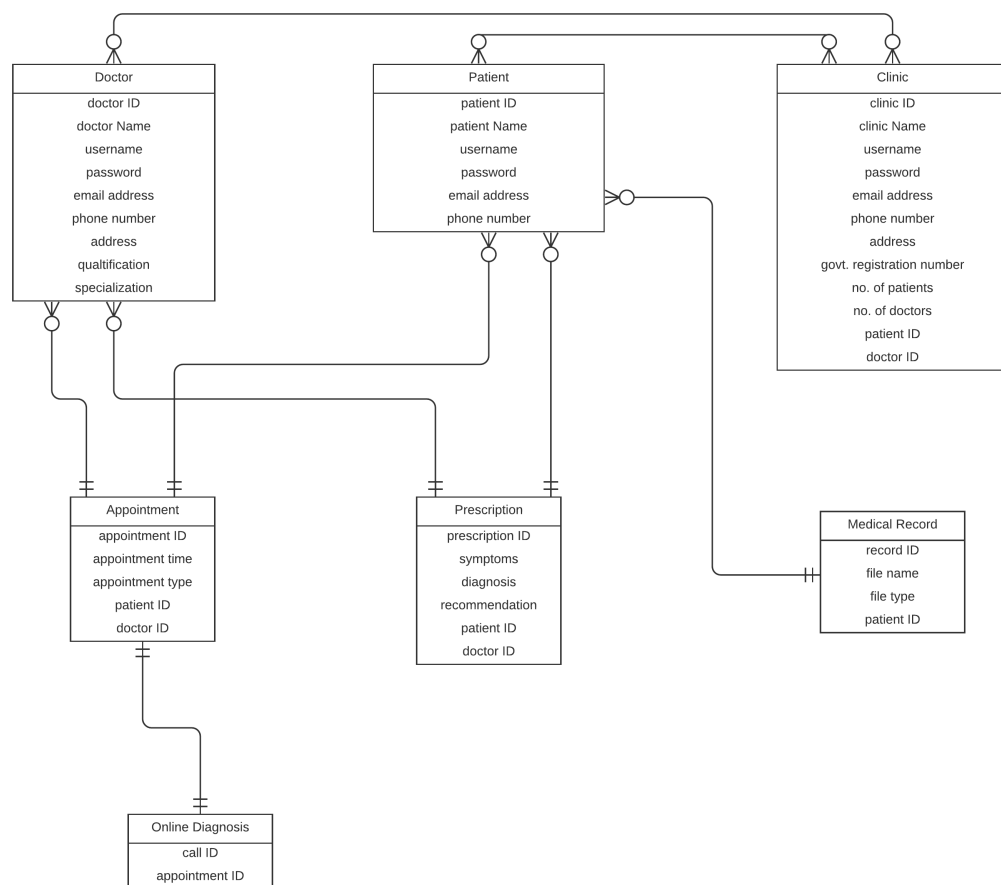 Doctor
doctor ID
doctor Name
username
password
email address
phone number
address
qualtification
specialization
Patient
patient ID
patient Name
username
password
email address
phone number
Clinic
clinic ID
clinic Name
username
password
email address
phone number
address
govt. registration number
no. of patients
no. of doctors
patient ID
doctor ID
Appointment
appointment ID
appointment time
appointment type
patient ID
doctor ID
Prescription
prescription ID
symptoms
diagnosis
recommendation
patient ID
doctor ID
Medical Record
record ID
file name
file type
patient ID
Online Diagnosis
call ID
appointment ID